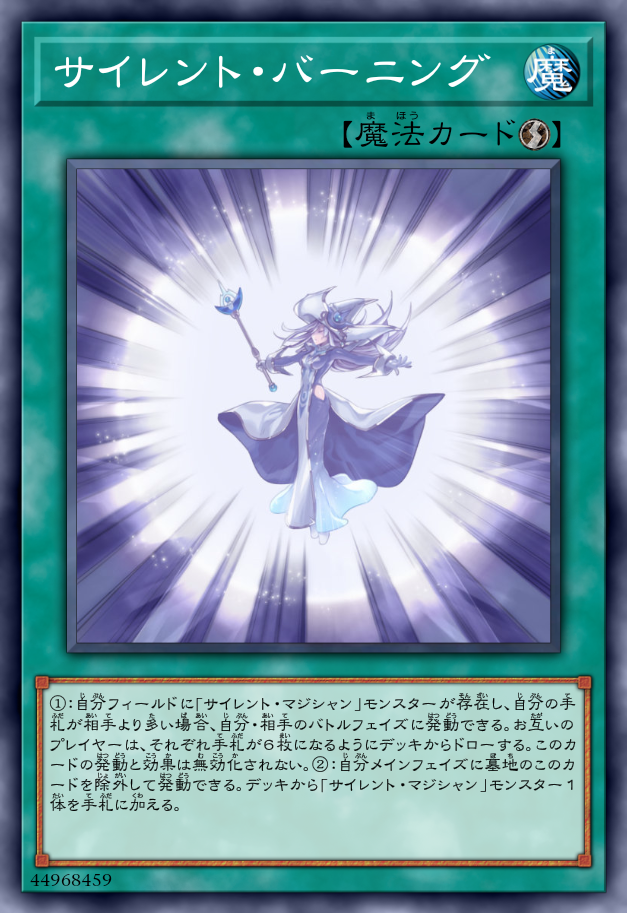 サイレント・バーニング 魔
【魔法カード】
①：自分フィールドに「サイレント・マジシャン」モンスターが存在し、自分の手
札が相手より多い場合、自分・相手のバトルフェイズに発動できる。お互いの
プレイヤーは、それぞれ手札が６枚になるようにデッキからドローする。このカ
ードの発動と効果は無効化されない。②：自分メインフェイズに墓地のこのカ
ードを除外して発動できる。デッキから「サイレント・マジシャン」モンスター１
体を手札に加える。
44968459